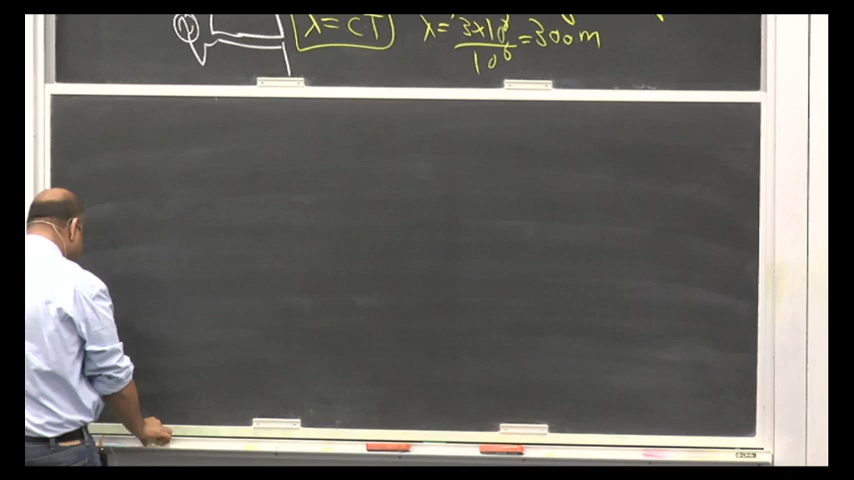 λ = CT
λ = 3×10⁸/10⁶ = 300m